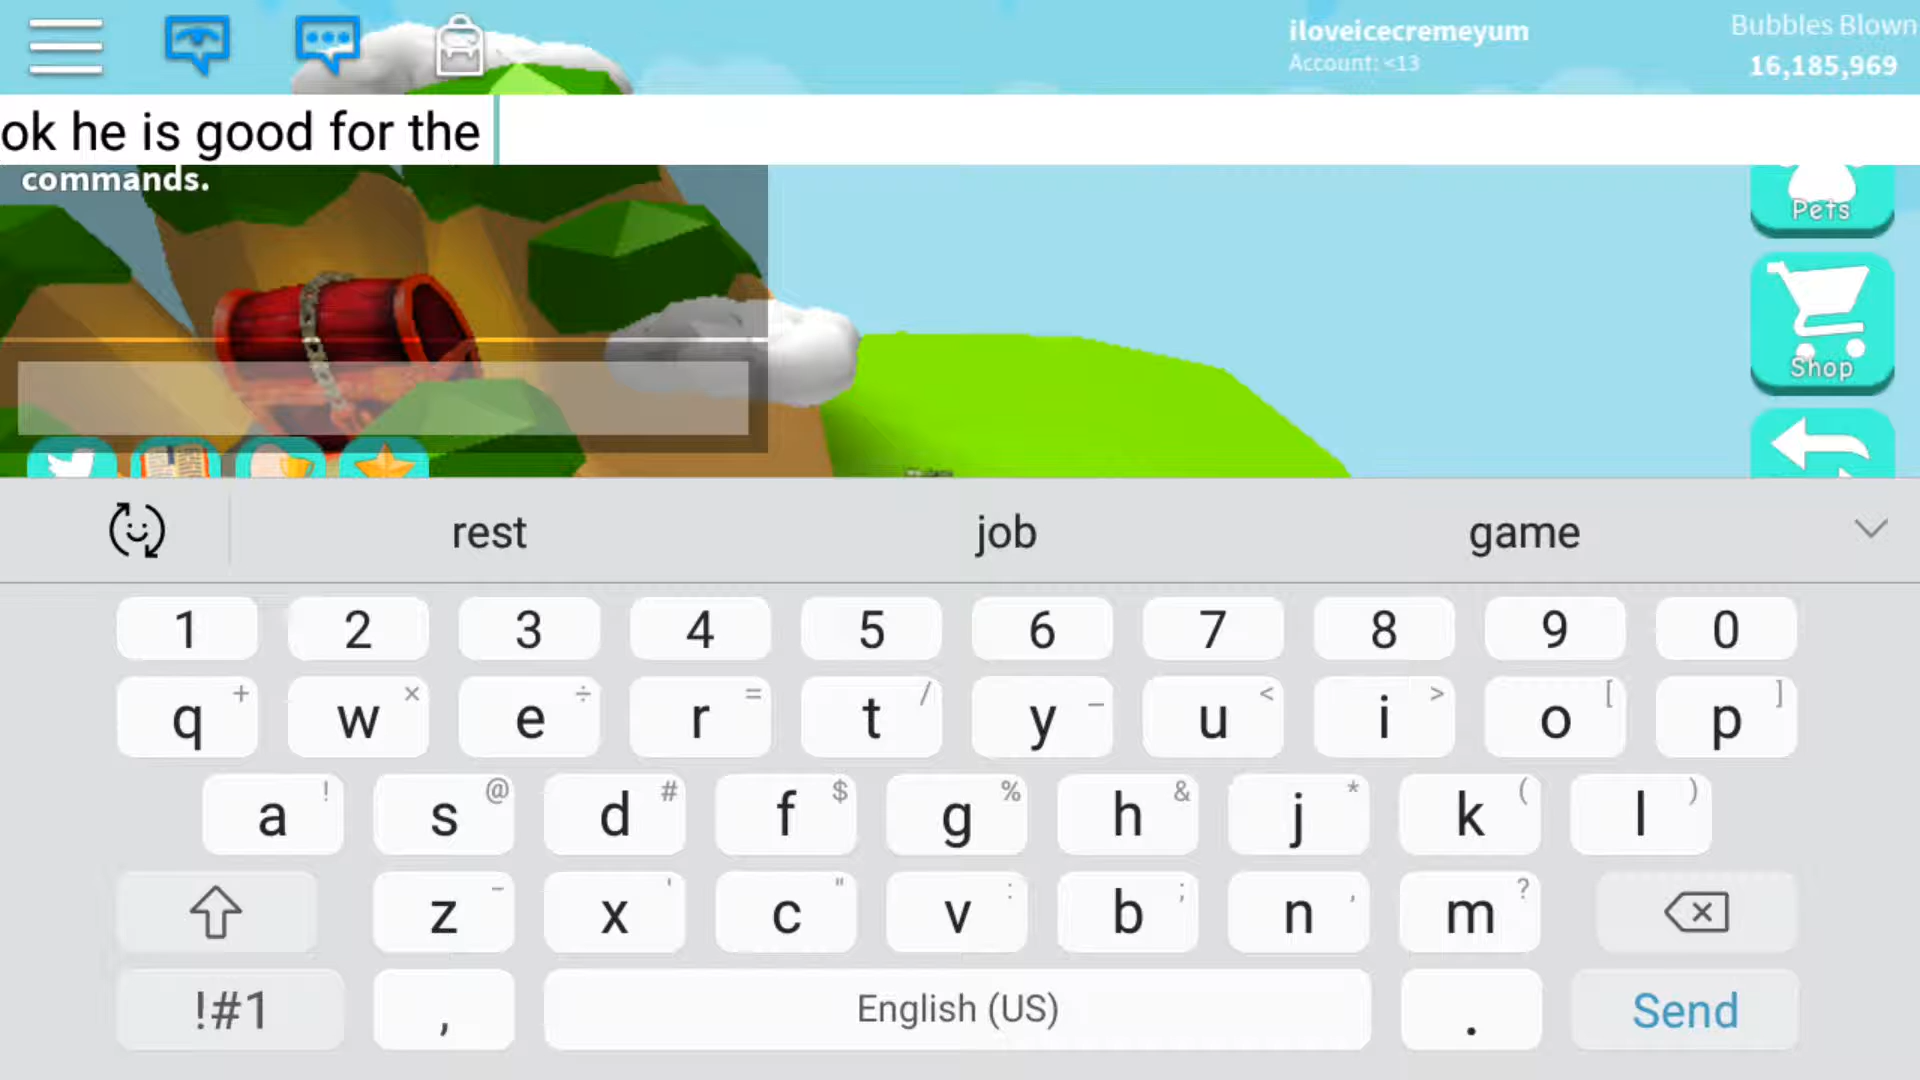 iloveicecremeyum
Account: <13
Bubbles Blown
16,185,969
ok he is good for the
commands.
Pets
Shop
rest job game
1 2 3 4 5 6 7 8 9 0
+ × ÷ = / _ < > [ ]
q w e r t y u i o p
! @ # $ % & * ( )
a s d f g h j k l
- ' " : ; , ?
z x c v b n m
!#1 , English (US) . Send